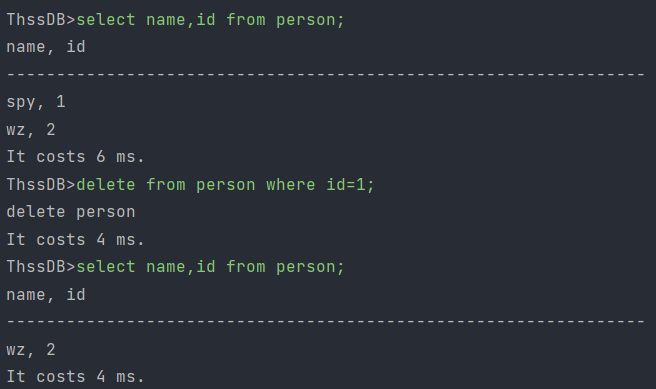 ThssDB>select name,id from person;
name, id
----------------------------------------------------------------
spy, 1
wz, 2
It costs 6 ms.
ThssDB>delete from person where id=1;
delete person
It costs 4 ms.
ThssDB>select name,id from person;
name, id
----------------------------------------------------------------
wz, 2
It costs 4 ms.